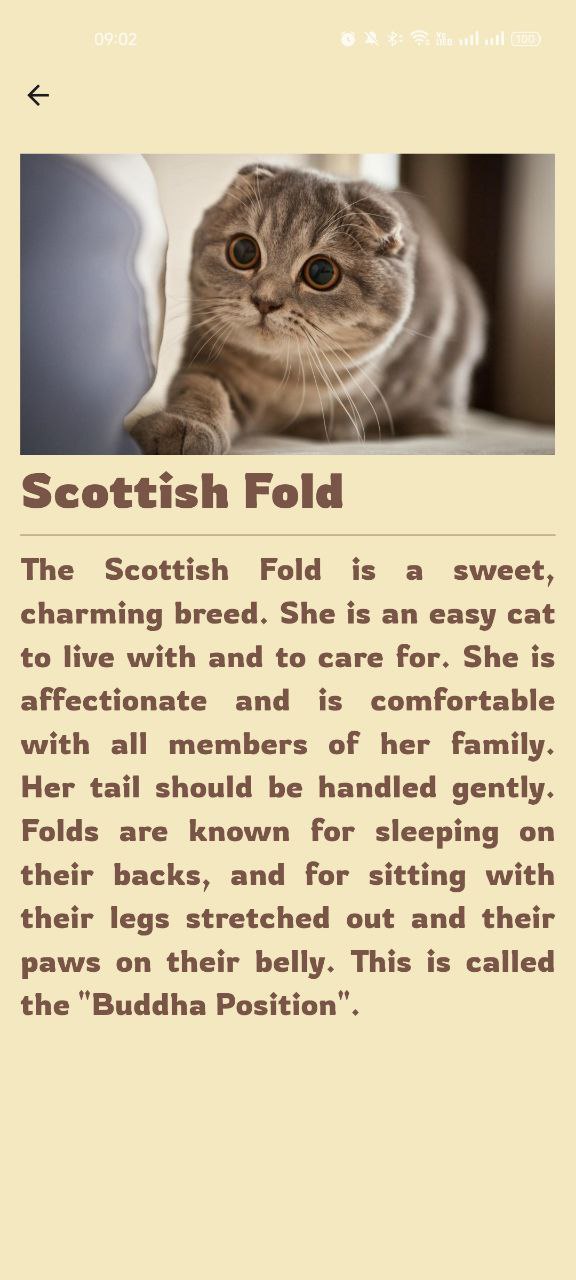 09:02
100
Scottish Fold
The Scottish Fold is a sweet,
charming breed. She is an easy cat
to live with and to care for. She is
affectionate and is comfortable
with all members of her family.
Her tail should be handled gently.
Folds are known for sleeping on
their backs, and for sitting with
their legs stretched out and their
paws on their belly. This is called
the "Buddha Position".